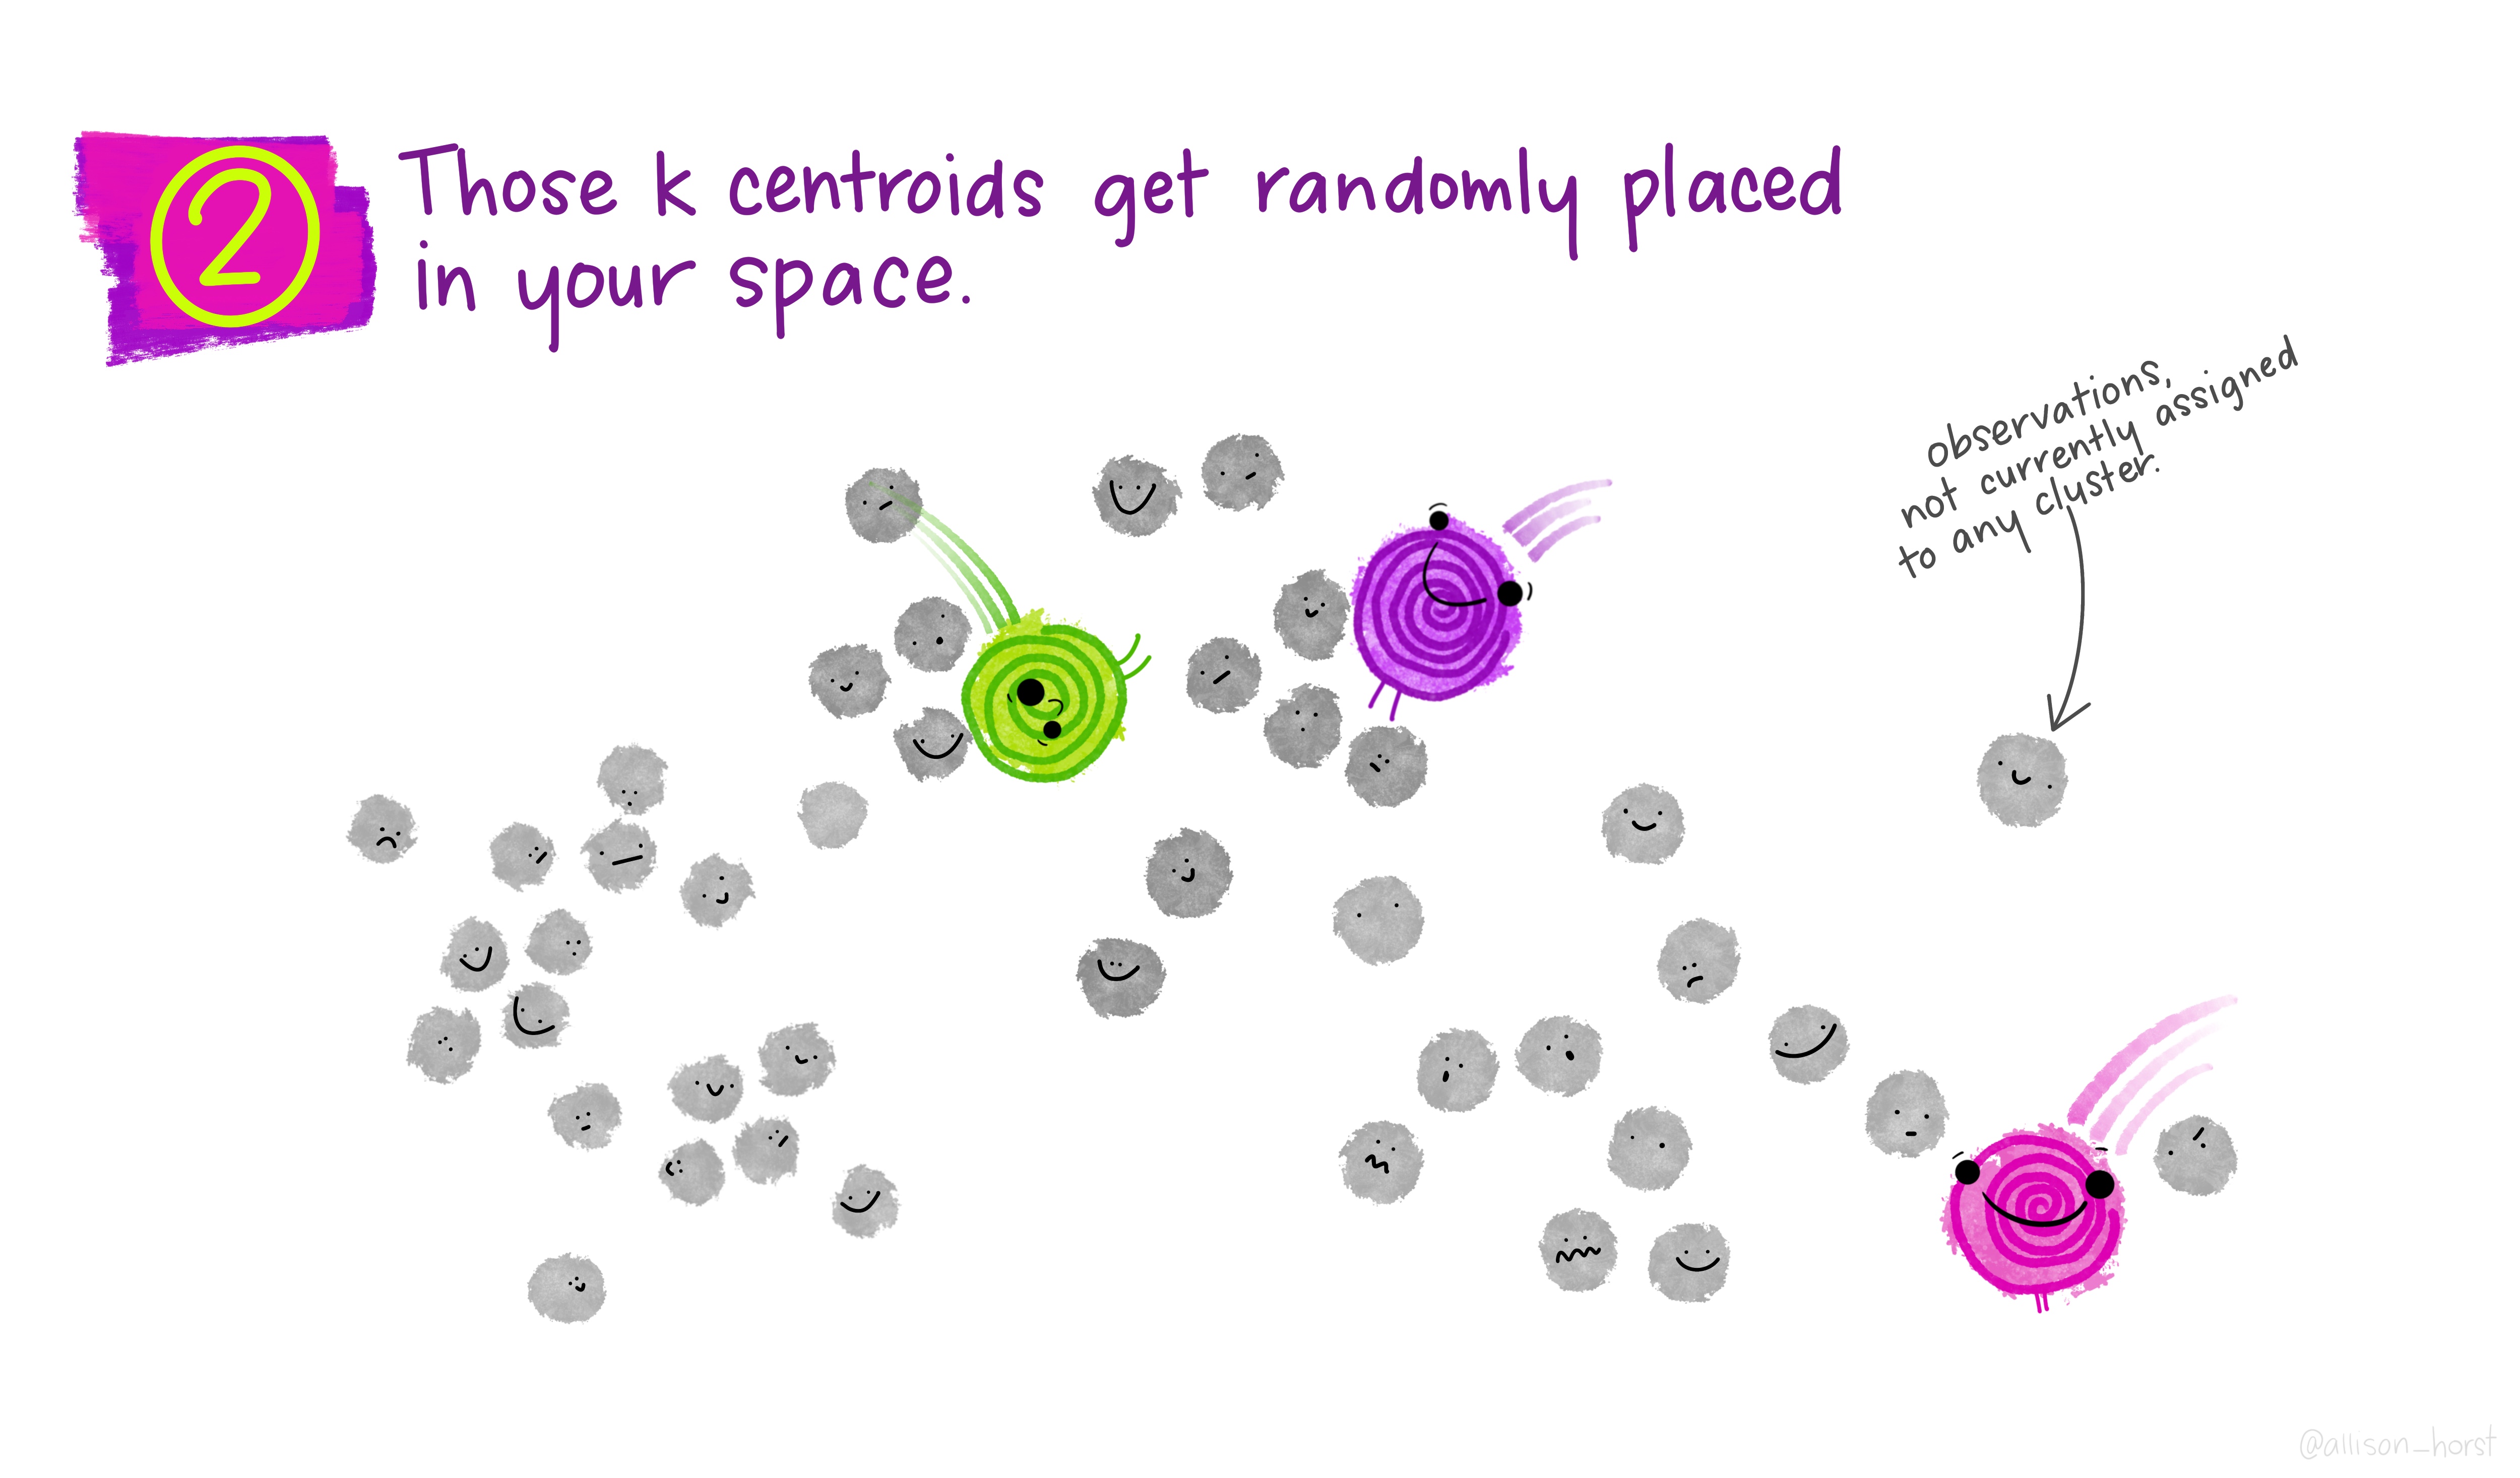 2
Those k centroids get randomly placed
in your space.
observations,
not currently assigned
to any cluster.
@allison_horst